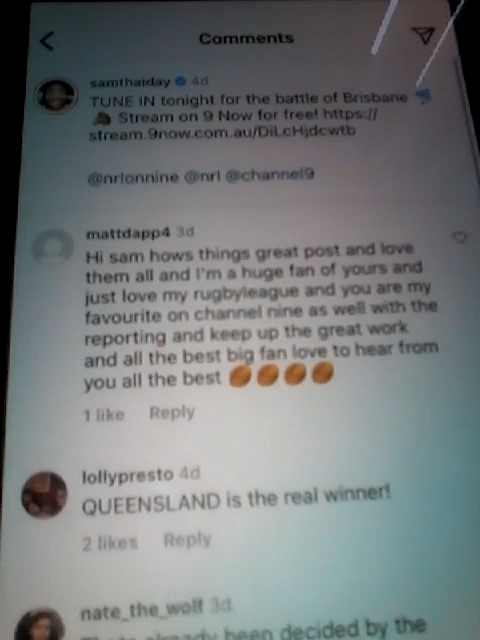 Comments
samthaiday 4d
TUNE IN tonight for the battle of Brisbane
Stream on 9 Now for free! https://
stream.9now.com.au/DiLcHjdcwtb
@nrlonnine @nrl @channel9
mattdapp4 3d
Hi sam hows things great post and love
them all and I'm a huge fan of yours and
just love my rugbyleague and you are my
favourite on channel nine as well with the
reporting and keep up the great work
and all the best big fan love to hear from
you all the best
1 like Reply
lollypresto 4d
QUEENSLAND is the real winner!
2 likes Reply
nate_the_wolf 3d
already been decided by the